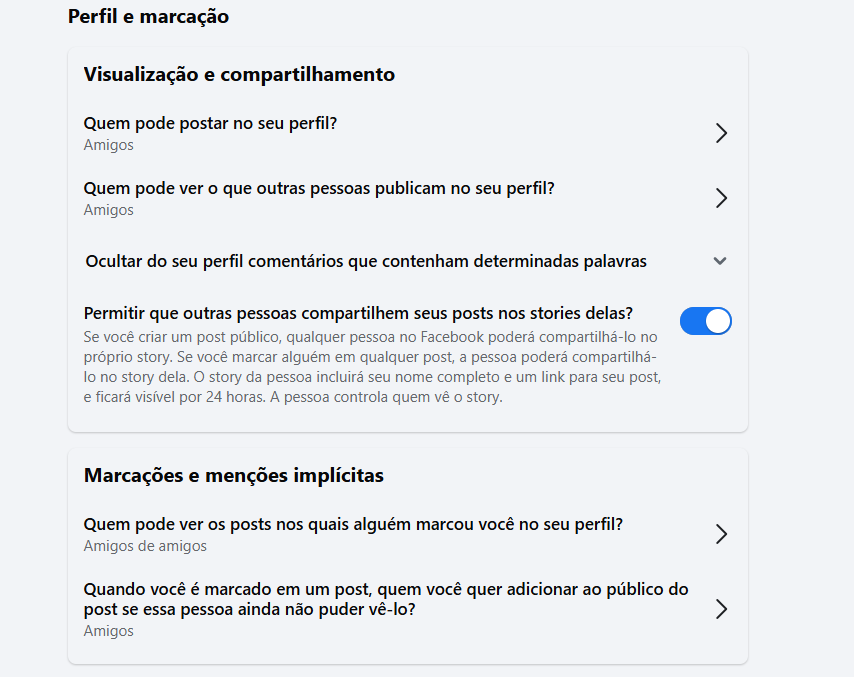 Perfil e marcação
Visualização e compartilhamento
Quem pode postar no seu perfil?
Amigos
Quem pode ver o que outras pessoas publicam no seu perfil?
Amigos
Ocultar do seu perfil comentários que contenham determinadas palavras
Permitir que outras pessoas compartilhem seus posts nos stories delas?
Se você criar um post público, qualquer pessoa no Facebook poderá compartilhá-lo no
próprio story. Se você marcar alguém em qualquer post, a pessoa poderá compartilhá-
lo no story dela. O story da pessoa incluirá seu nome completo e um link para seu post,
e ficará visível por 24 horas. A pessoa controla quem vê o story.
Marcações e menções implícitas
Quem pode ver os posts nos quais alguém marcou você no seu perfil?
Amigos de amigos
Quando você é marcado em um post, quem você quer adicionar ao público do
post se essa pessoa ainda não puder vê-lo?
Amigos